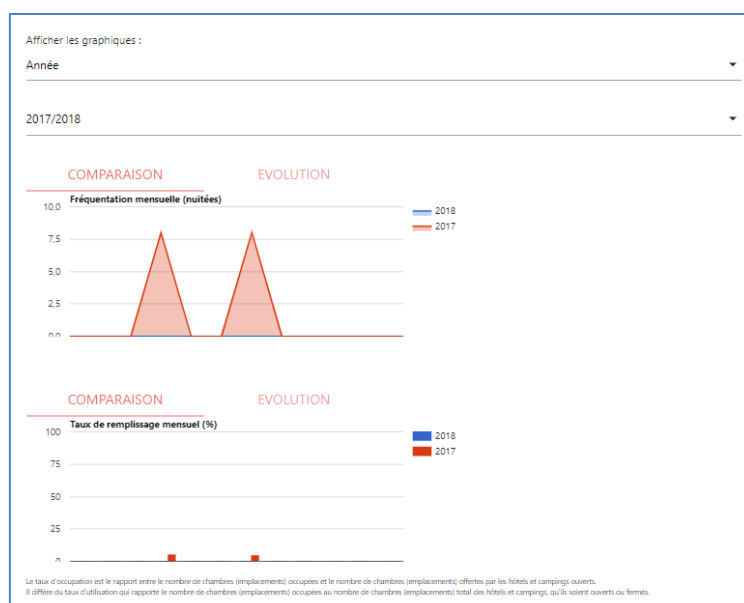 Afficher les graphiques :
Année
2017/2018
COMPARAISON EVOLUTION
Fréquentation mensuelle (nuitées)
10,0
7,5
5,0
2,5
0,0
2018
2017
COMPARAISON EVOLUTION
Taux de remplissage mensuel (%)
100
75
50
25
0
2018
2017
Le taux d'occupation est le rapport entre le nombre de chambres (emplacements) occupées et le nombre de chambres (emplacements) offertes par les hôtels et campings ouverts.
Il diffère du taux d'utilisation qui rapporte le nombre de chambres (emplacements) occupées au nombre de chambres (emplacements) total des hôtels et campings, qu'ils soient ouverts ou fermés.